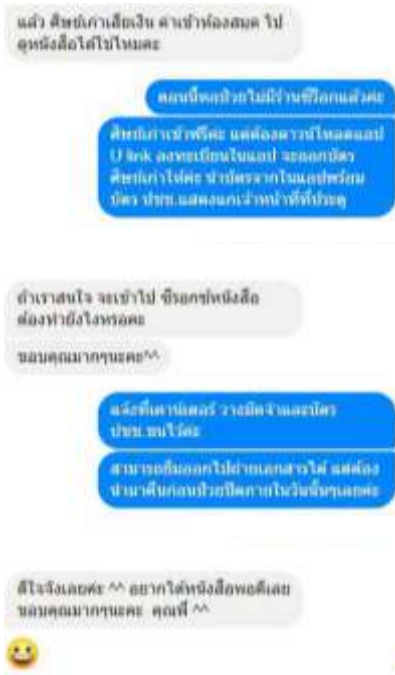 แล้ว ศิษย์เก่าเสียเงิน ค่าเข้าห้องสมุด ไป
ดูหนังสือได้ใช่ไหมคะ
ตอนนี้หอป๋วยไม่มีร้านซีร็อกแล้วค่ะ
ศิษย์เก่าเข้าฟรีค่ะ แต่ต้องดาวน์โหลดแอป
U link ลงทะเบียนในแอป จะออกบัตร
ศิษย์เก่าให้ค่ะ นำบัตรจากในแอปพร้อม
บัตร ปชช.แสดงแก่เจ้าหน้าที่ที่ประตู
ถ้าเราสนใจ จะเข้าไป ซีรอกซ์หนังสือ
ต้องทำยังไงหรอคะ
ขอบคุณมากๆนะคะ^^
แจ้งที่เคาน์เตอร์ วางมัดจำและบัตร
ปชช.
สามารถยืมออกไปถ่ายเอกสารได้ แต่ต้อง
นำมาคืนก่อนป๋วยปิดภายในวันนั้นๆเลยค่ะ
ดีใจจังเลยค่ะ ^^ อยากได้หนังสือพอดีเลย
ขอบคุณมากๆนะคะ คุณพี่ ^^